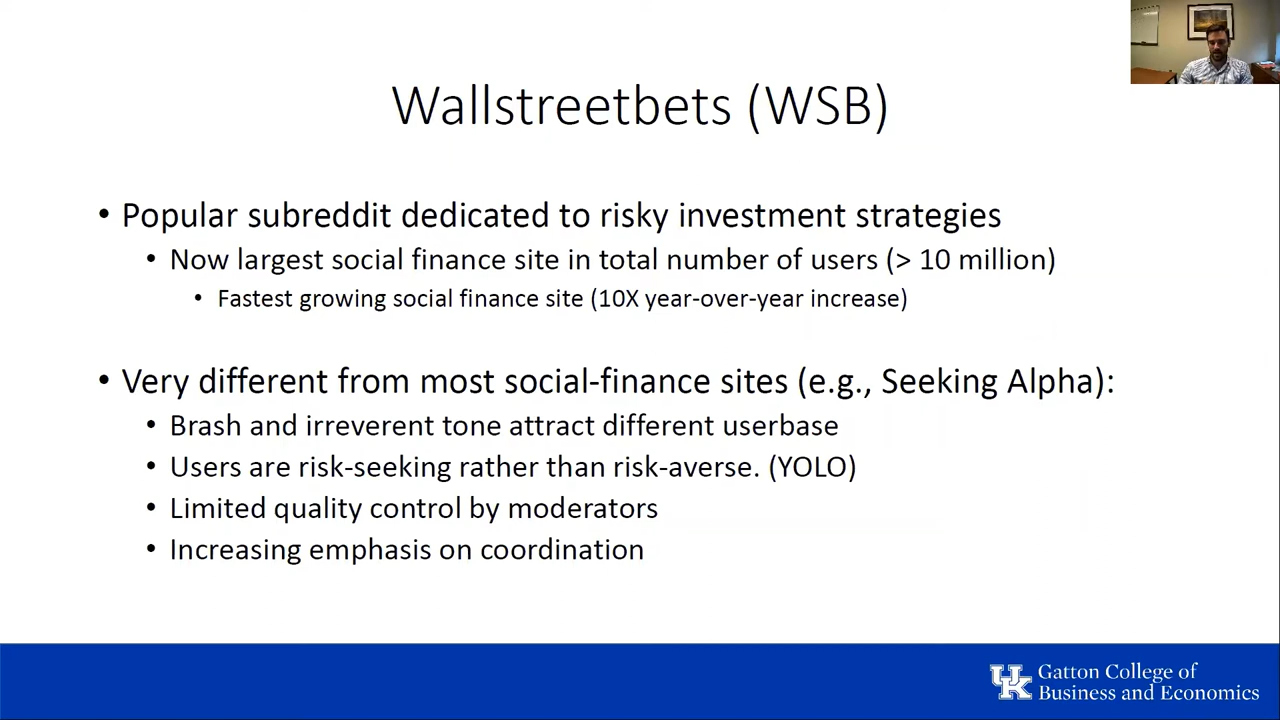 Wallstreetbets (WSB)
• Popular subreddit dedicated to risky investment strategies
• Now largest social finance site in total number of users (> 10 million)
• Fastest growing social finance site (10X year-over-year increase)
• Very different from most social-finance sites (e.g., Seeking Alpha):
• Brash and irreverent tone attract different userbase
• Users are risk-seeking rather than risk-averse. (YOLO)
• Limited quality control by moderators
• Increasing emphasis on coordination
UK
Gatton College of
Business and Economics